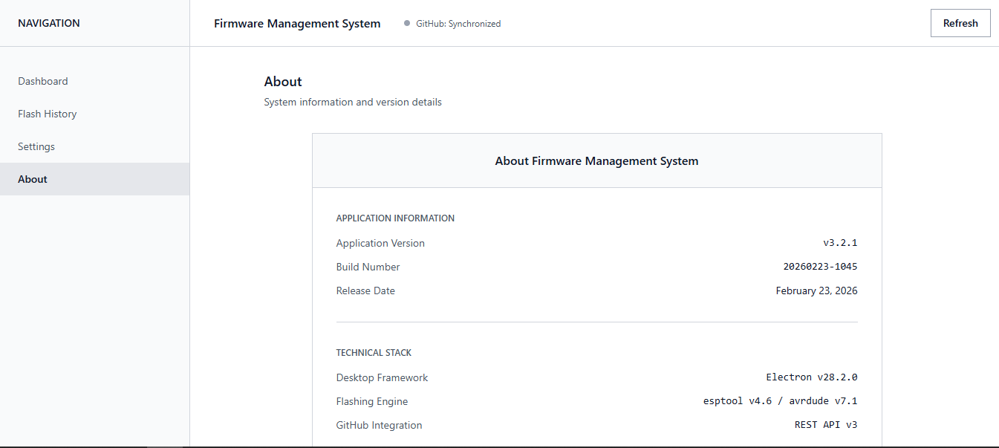 NAVIGATION
Firmware Management System
GitHub: Synchronized
Refresh
Dashboard
Flash History
Settings
About
About
System information and version details
About Firmware Management System
APPLICATION INFORMATION
Application Version v3.2.1
Build Number 20260223-1045
Release Date February 23, 2026
TECHNICAL STACK
Desktop Framework Electron v28.2.0
Flashing Engine esptool v4.6 / avrdude v7.1
GitHub Integration REST API v3